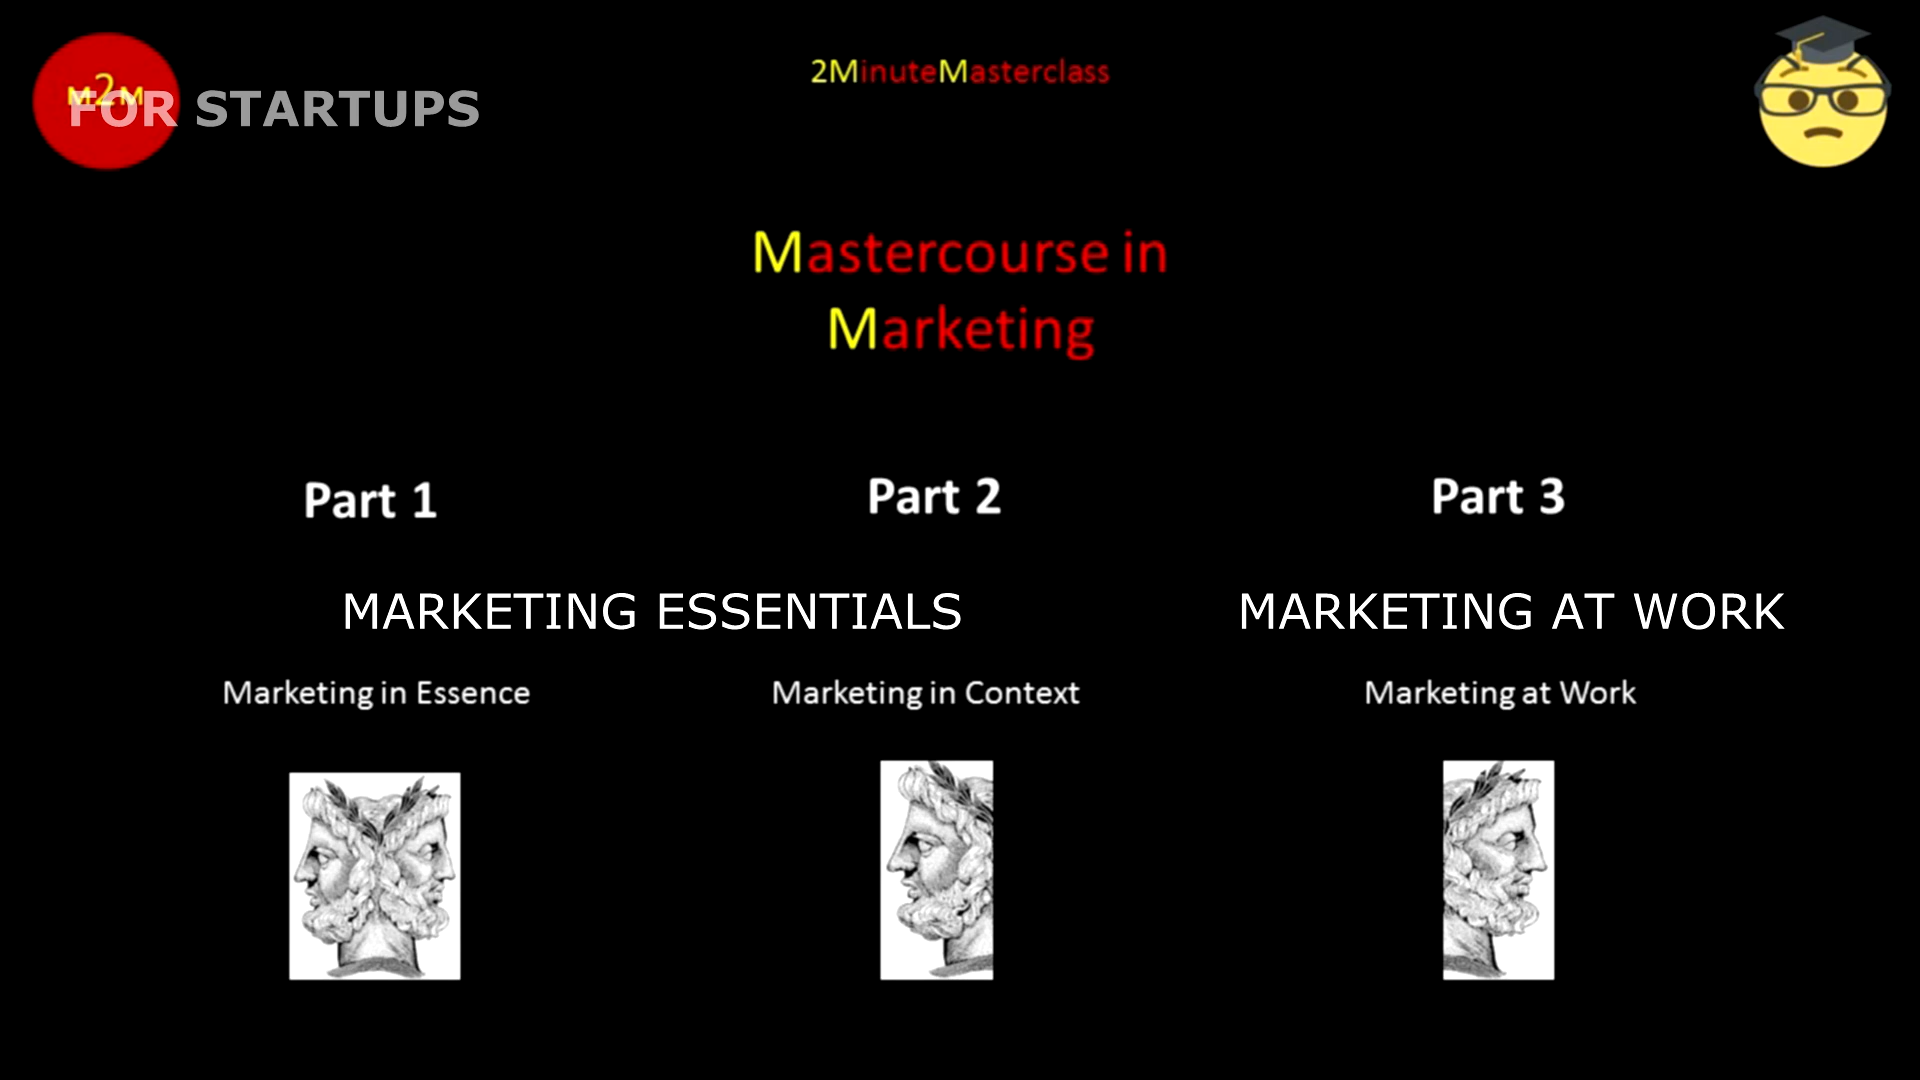 M2M
FOR STARTUPS
2MinuteMasterclass
Mastercourse in
Marketing
Part 1
Part 2
Part 3
MARKETING ESSENTIALS
MARKETING AT WORK
Marketing in Essence
Marketing in Context
Marketing at Work